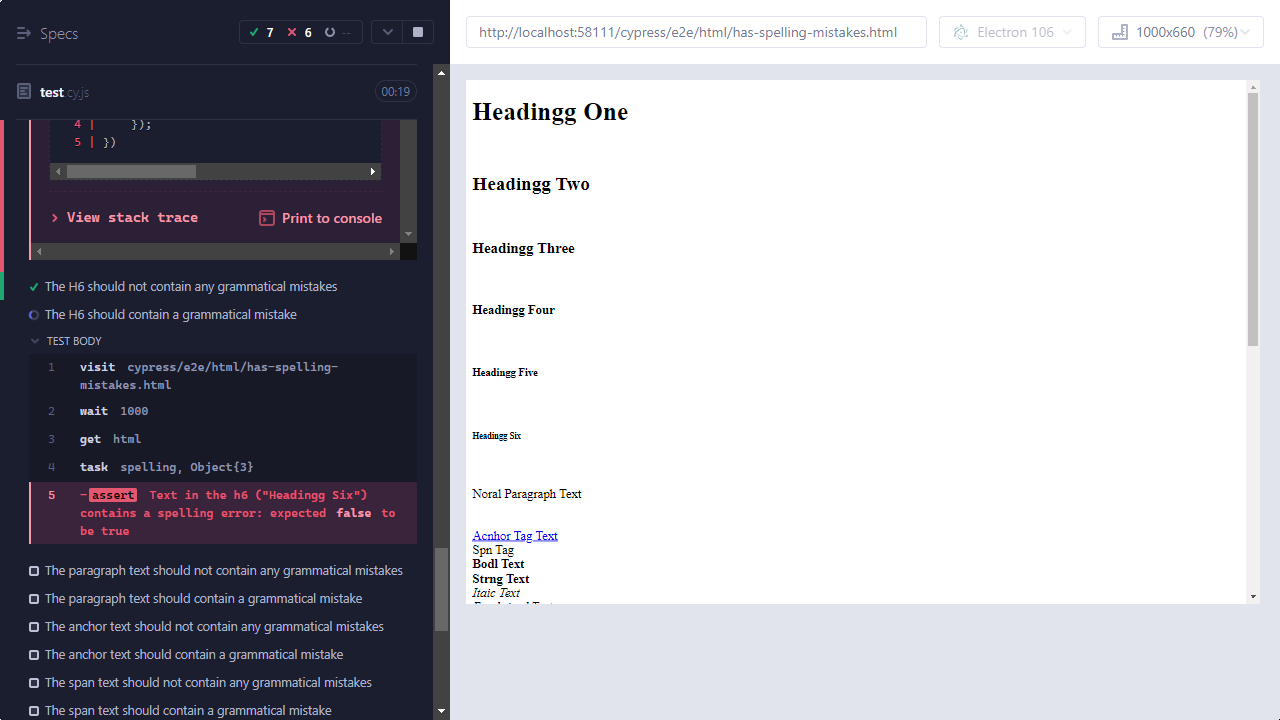 Specs
7 6 --
test cy.js
00:19
4 | });
5 | })
View stack trace
Print to console
The H6 should not contain any grammatical mistakes
The H6 should contain a grammatical mistake
TEST BODY
1 visit cypress/e2e/html/has-spelling-
mistakes.html
2 wait 1000
3 get html
4 task spelling, Object{3}
5 -assert Text in the h6 ("Headingg Six")
contains a spelling error: expected false to
be true
The paragraph text should not contain any grammatical mistakes
The paragraph text should contain a grammatical mistake
The anchor text should not contain any grammatical mistakes
The anchor text should contain a grammatical mistake
The span text should not contain any grammatical mistakes
The span text should contain a grammatical mistake
http://localhost:58111/cypress/e2e/html/has-spelling-mistakes.html
Electron 106
1000x660 (79%)
Headingg One
Headingg Two
Headingg Three
Headingg Four
Headingg Five
Headingg Six
Noral Paragraph Text
Acnhor Tag Text
Spn Tag
Bodl Text
Strng Text
Itaic Text